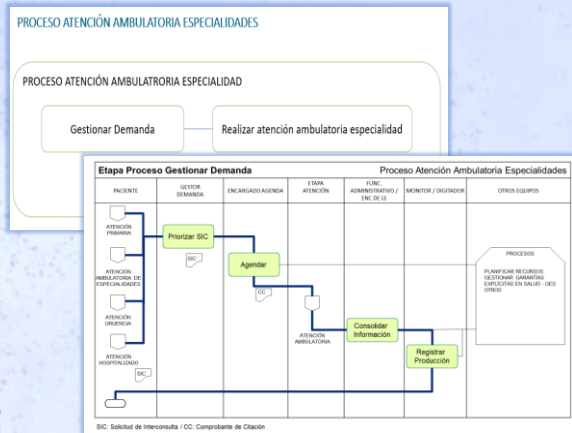 PROCESO ATENCIÓN AMBULATORIA ESPECIALIDADES
PROCESO ATENCIÓN AMBULATRORIA ESPECIALIDAD
Gestionar Demanda
Realizar atención ambulatoria especialidad
Etapa Proceso Gestionar Demanda
Proceso Atención Ambulatoria Especialidades
PACIENTE
GESTOR
DEMANDA
ENCARGADO AGENDA
ETAPA
ATENCIÓN
FUNC.
ADMINISTRATIVO /
ENC DE LE
MONITOR / DIGITADOR
OTROS EQUIPOS
ATENCIÓN
PRIMARIA
ATENCIÓN
AMBULATORIA DE
ESPECIALIDADES
ATENCIÓN
URGENCIA
ATENCIÓN
HOSPITALIZADO
SIC
Priorizar SIC
SIC
Agendar
CC
ATENCIÓN
AMBULATORIA
Consolidar
Información
Registrar
Producción
PROCESOS
PLANIFICAR RECURSOS
GESTIONAR GARANTÍAS
EXPLÍCITAS EN SALUD - GES
OTROS
SIC: Solicitud de Interconsulta / CC: Comprobante de Citación